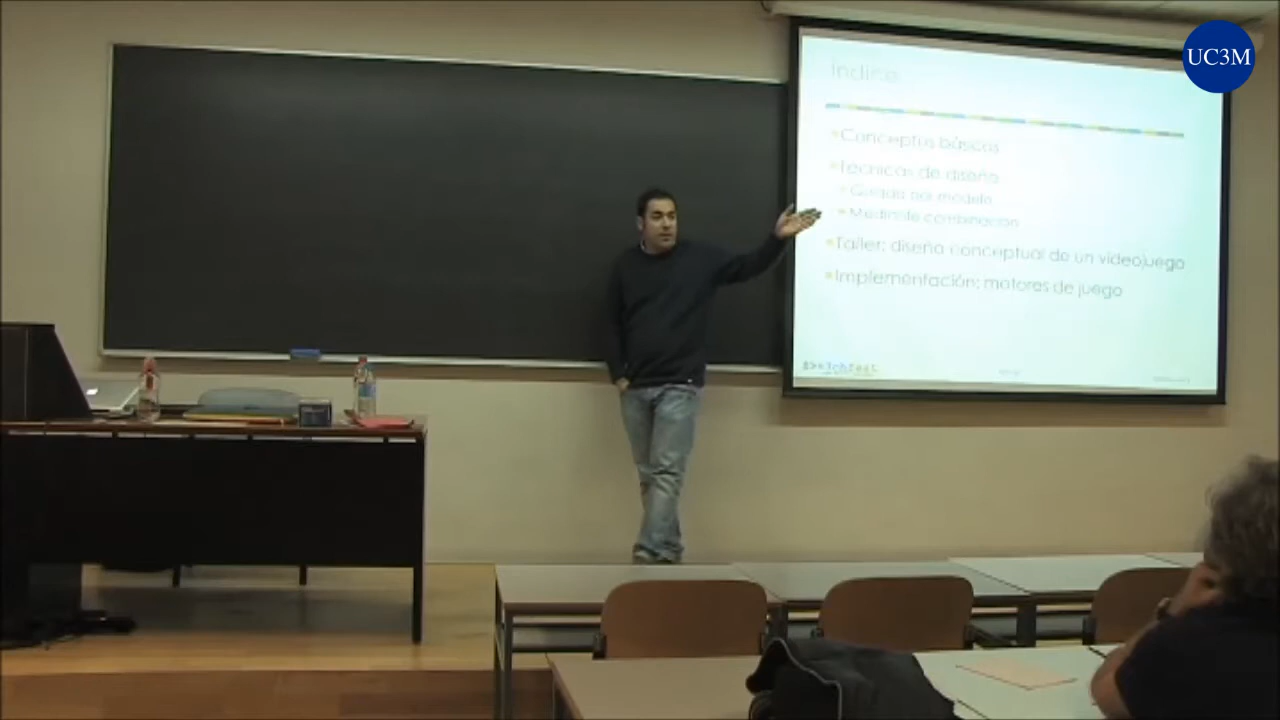 UC3M
Índice
Conceptos básicos
Técnicas de diseño
Guiado por modelo
Mediante combinación
Taller: diseño conceptual de un videojuego
Implementación: motores de juego